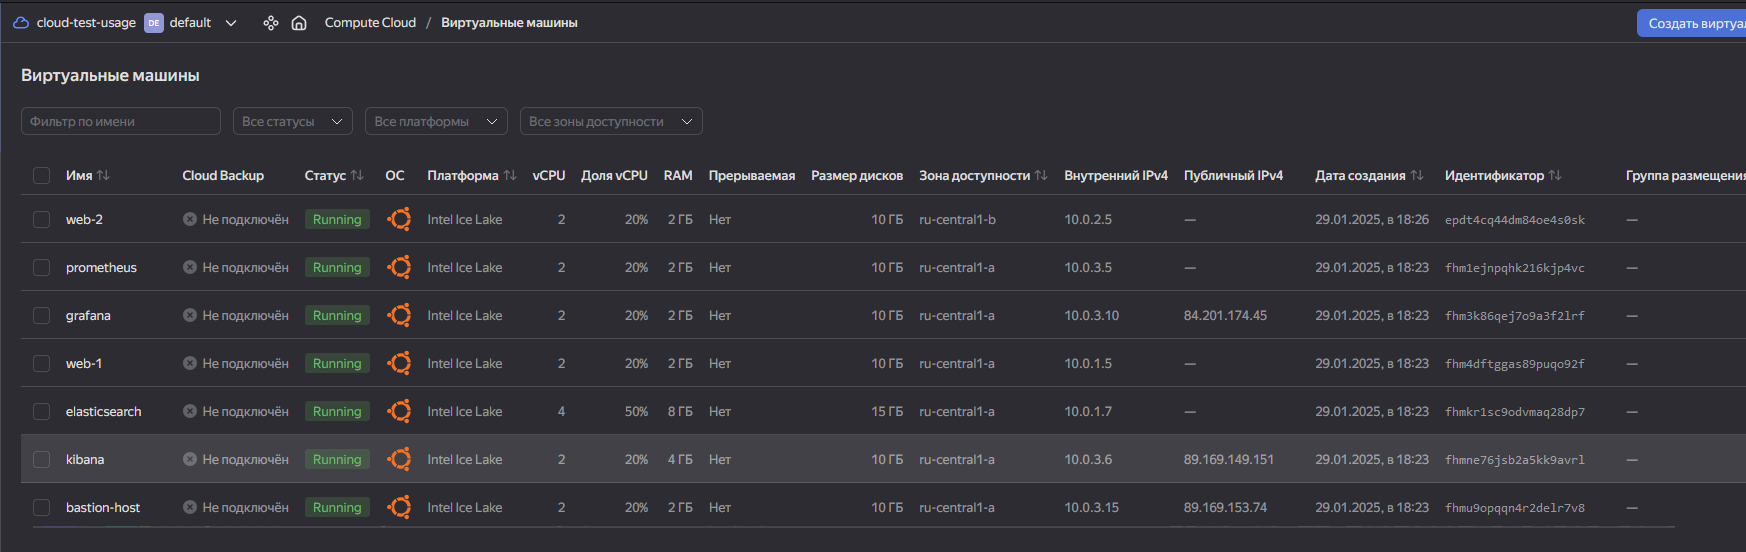 cloud-test-usage DE default Compute Cloud / Виртуальные машины Создать виртуал
Виртуальные машины
Фильтр по имени Все статусы Все платформы Все зоны доступности
Имя Cloud Backup Статус ОС Платформа vCPU Доля vCPU RAM Прерываемая Размер дисков Зона доступности Внутренний IPv4 Публичный IPv4 Дата создания Идентификатор Группа размещения
web-2 Не подключён Running Intel Ice Lake 2 20% 2 ГБ Нет 10 ГБ ru-central1-b 10.0.2.5 — 29.01.2025, в 18:26 epdt4cq44dm84oe4s0sk —
prometheus Не подключён Running Intel Ice Lake 2 20% 2 ГБ Нет 10 ГБ ru-central1-a 10.0.3.5 — 29.01.2025, в 18:23 fhm1ejnpqhk216kjp4vc —
grafana Не подключён Running Intel Ice Lake 2 20% 2 ГБ Нет 10 ГБ ru-central1-a 10.0.3.10 84.201.174.45 29.01.2025, в 18:23 fhm3k86qej7o9a3f2lrf —
web-1 Не подключён Running Intel Ice Lake 2 20% 2 ГБ Нет 10 ГБ ru-central1-a 10.0.1.5 — 29.01.2025, в 18:23 fhm4dftggas89puqo92f —
elasticsearch Не подключён Running Intel Ice Lake 4 50% 8 ГБ Нет 15 ГБ ru-central1-a 10.0.1.7 — 29.01.2025, в 18:23 fhmkr1sc9odvmaq28dp7 —
kibana Не подключён Running Intel Ice Lake 2 20% 4 ГБ Нет 10 ГБ ru-central1-a 10.0.3.6 89.169.149.151 29.01.2025, в 18:23 fhmne76jsb2a5kk9avrl —
bastion-host Не подключён Running Intel Ice Lake 2 20% 2 ГБ Нет 10 ГБ ru-central1-a 10.0.3.15 89.169.153.74 29.01.2025, в 18:23 fhmu9opqqn4r2delr7v8 —